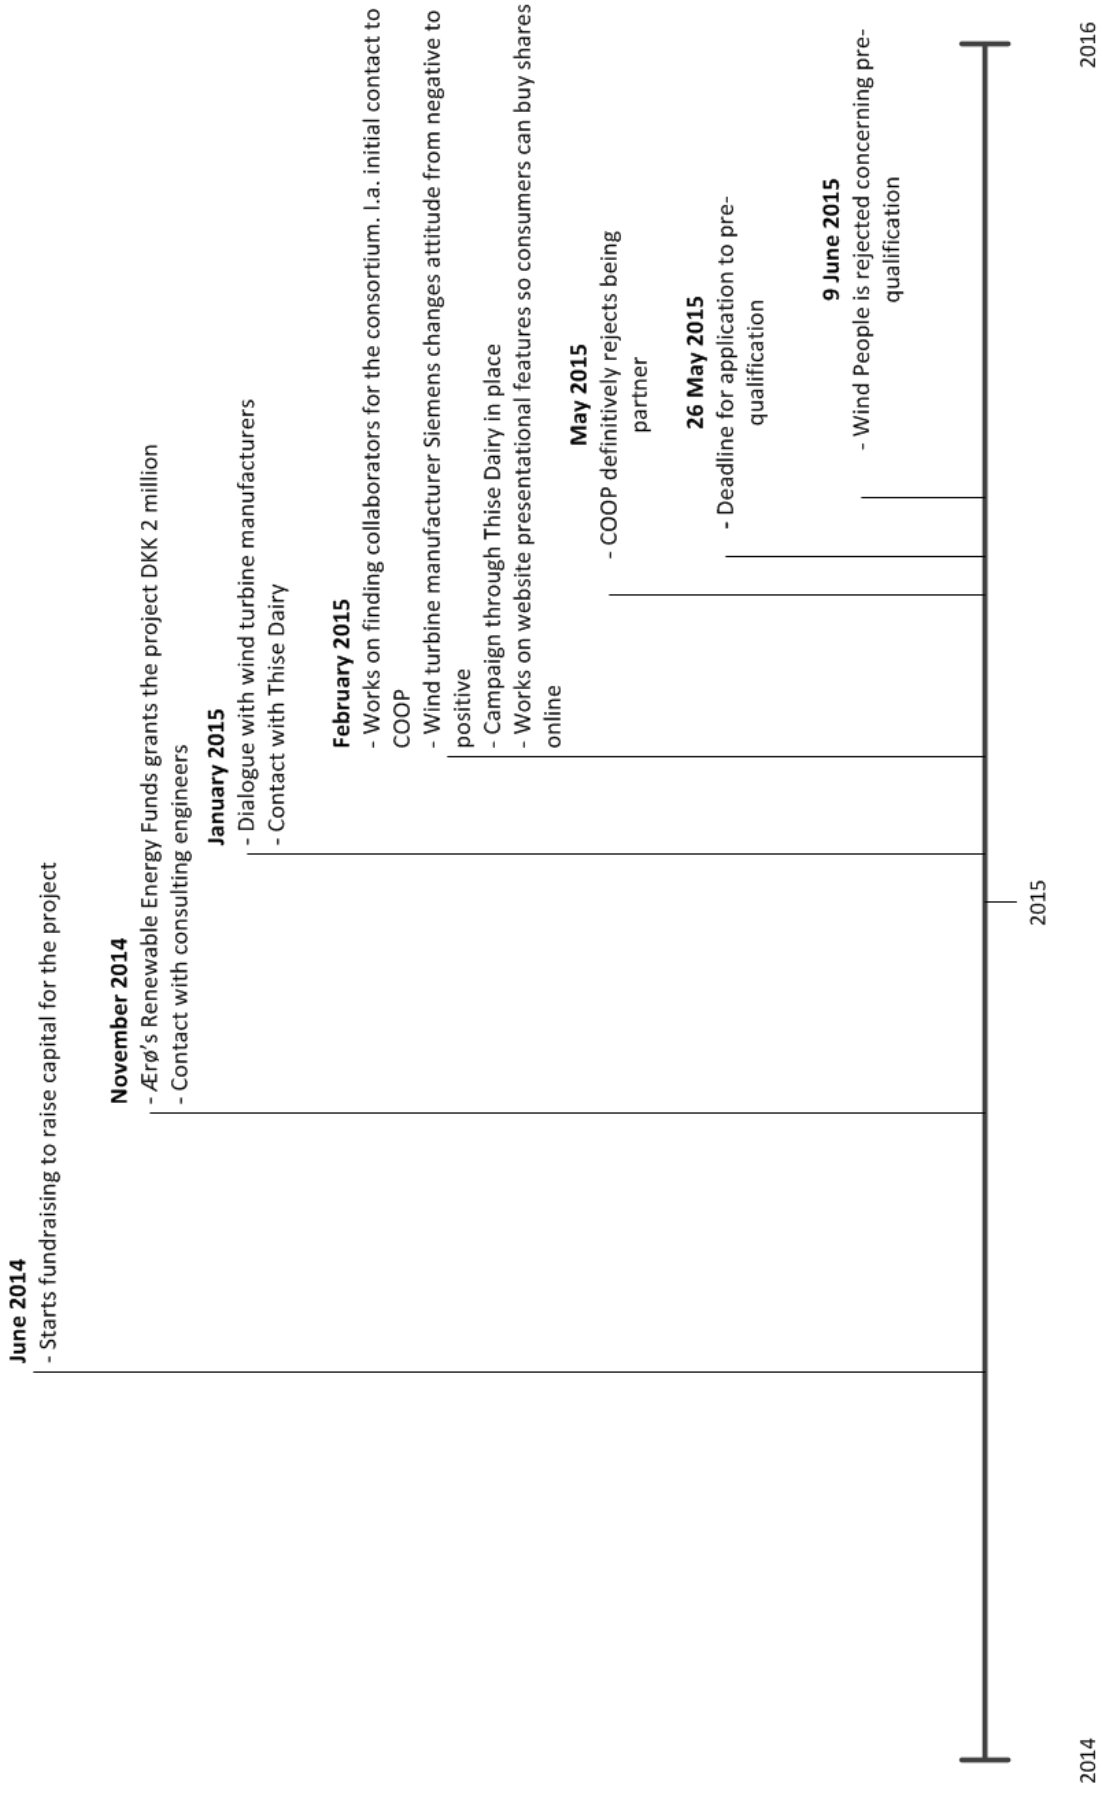 June 2014
- Starts fundraising to raise capital for the project
November 2014
- Ærø's Renewable Energy Funds grants the project DKK 2 million
- Contact with consulting engineers
January 2015
- Dialogue with wind turbine manufacturers
- Contact with Thise Dairy
February 2015
- Works on finding collaborators for the consortium. I.a. initial contact to
COOP
- Wind turbine manufacturer Siemens changes attitude from negative to
positive
- Campaign through Thise Dairy in place
- Works on website presentational features so consumers can buy shares
online
May 2015
- COOP definitively rejects being
partner
26 May 2015
- Deadline for application to pre-
qualification
9 June 2015
- Wind People is rejected concerning pre-
qualification
2014
2015
2016